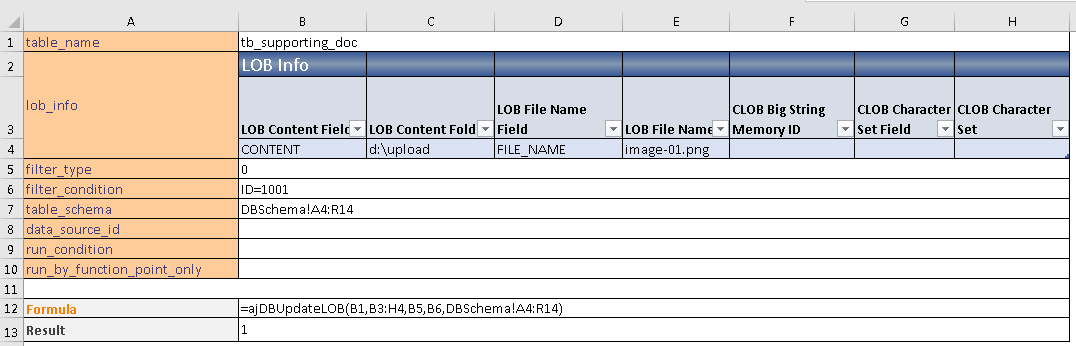 A B C D E F G H
1 table_name tb_supporting_doc
2 LOB Info
lob_info
LOB File Name CLOB Big String CLOB Character CLOB Character
3 LOB Content Field LOB Content Fold Field LOB File Name Memory ID Set Field Set
4 CONTENT d:\upload FILE_NAME image-01.png
5 filter_type 0
6 filter_condition ID=1001
7 table_schema DBSchema!A4:R14
8 data_source_id
9 run_condition
10 run_by_function_point_only
11
12 Formula =ajDBUpdateLOB(B1,B3:H4,B5,B6,DBSchema!A4:R14)
13 Result 1